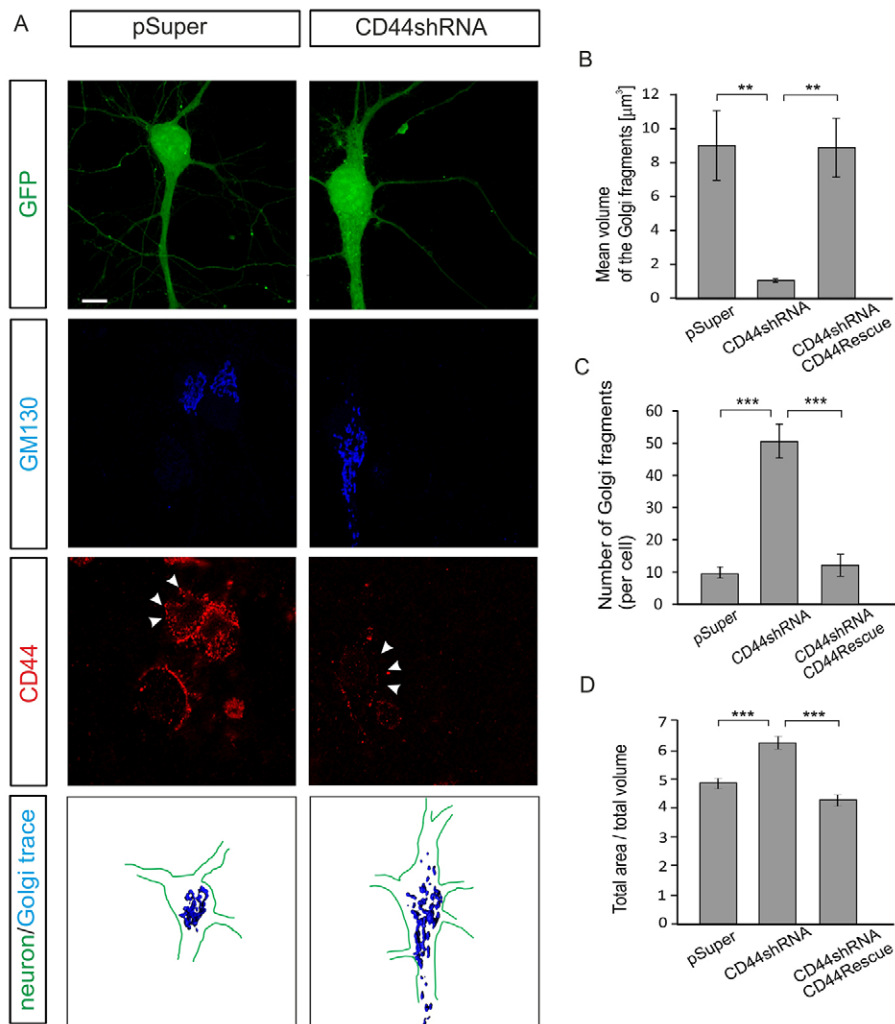 A
pSuper
CD44shRNA
GFP
GM130
CD44
neuron/Golgi trace
B
Mean volume
of the Golgi fragments [µm³]
12
10
8
6
4
2
0
**
**
pSuper
CD44shRNA
CD44shRNA
CD44Rescue
C
Number of Golgi fragments
(per cell)
60
50
40
30
20
10
0
***
***
pSuper
CD44shRNA
CD44shRNA
CD44Rescue
D
Total area / total volume
7
6
5
4
3
2
1
0
***
***
pSuper
CD44shRNA
CD44shRNA
CD44Rescue